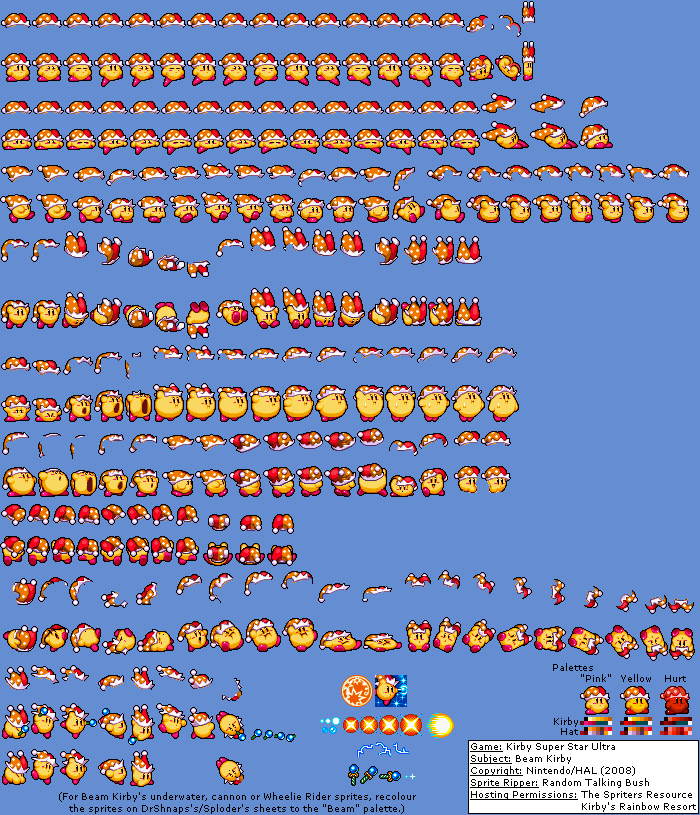 Palettes
"Pink" Yellow Hurt
Kirby
Hat
Game: Kirby Super Star Ultra
Subject: Beam Kirby
Copyright: Nintendo/HAL (2008)
Sprite Ripper: Random Talking Bush
Hosting Permissions: The Spriters Resource
Kirby's Rainbow Resort
(For Beam Kirby's underwater, cannon or Wheelie Rider sprites, recolour
the sprites on DrShnaps's/Sploder's sheets to the "Beam" palette.)